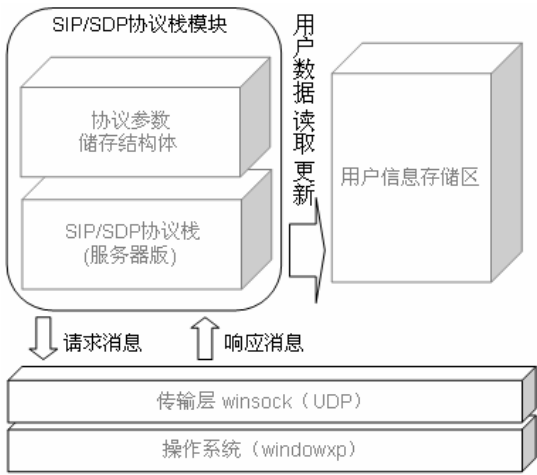 SIP/SDP协议栈模块
协议参数
储存结构体
SIP/SDP协议栈
(服务器版)
用户数据读取更新
用户信息存储区
请求消息
响应消息
传输层 winsock（UDP）
操作系统（windowxp）